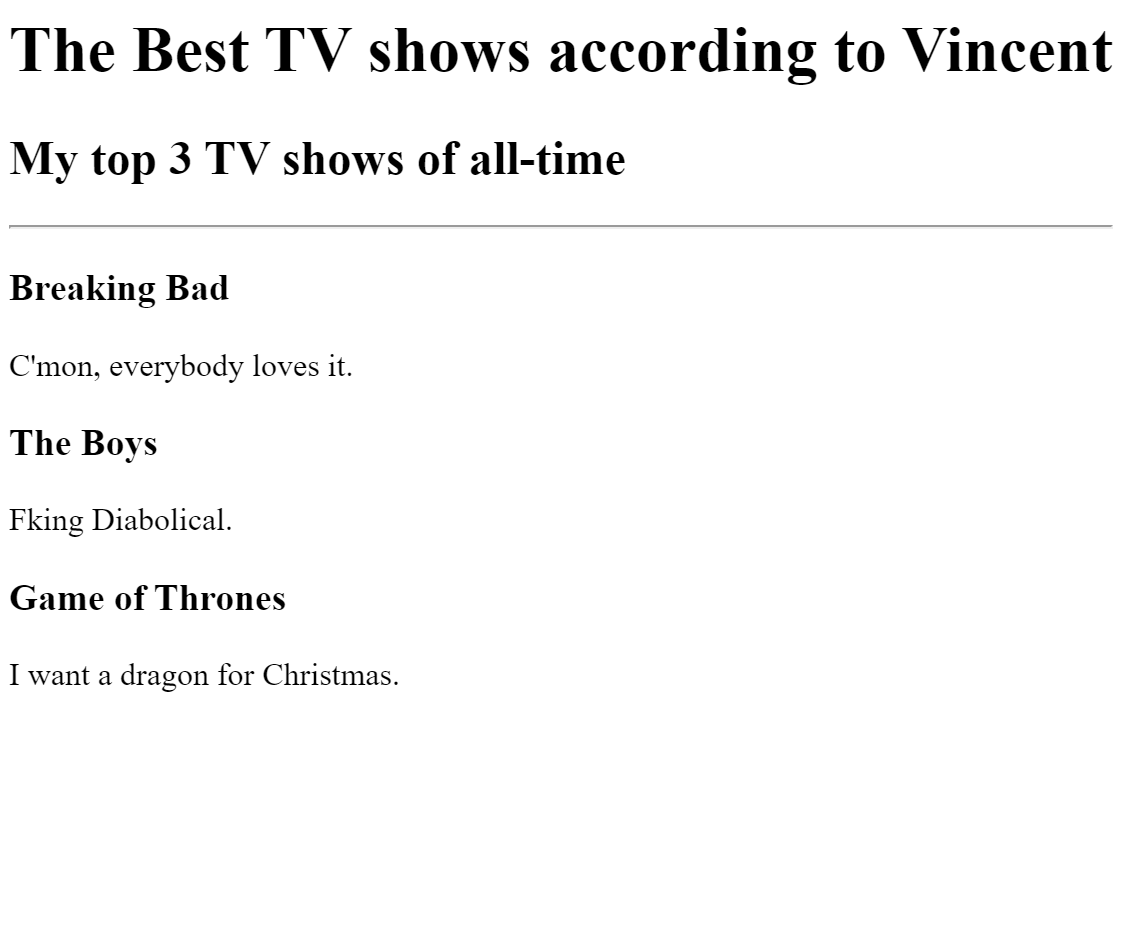 The Best TV shows according to Vincent
My top 3 TV shows of all-time
Breaking Bad
C'mon, everybody loves it.
The Boys
Fking Diabolical.
Game of Thrones
I want a dragon for Christmas.